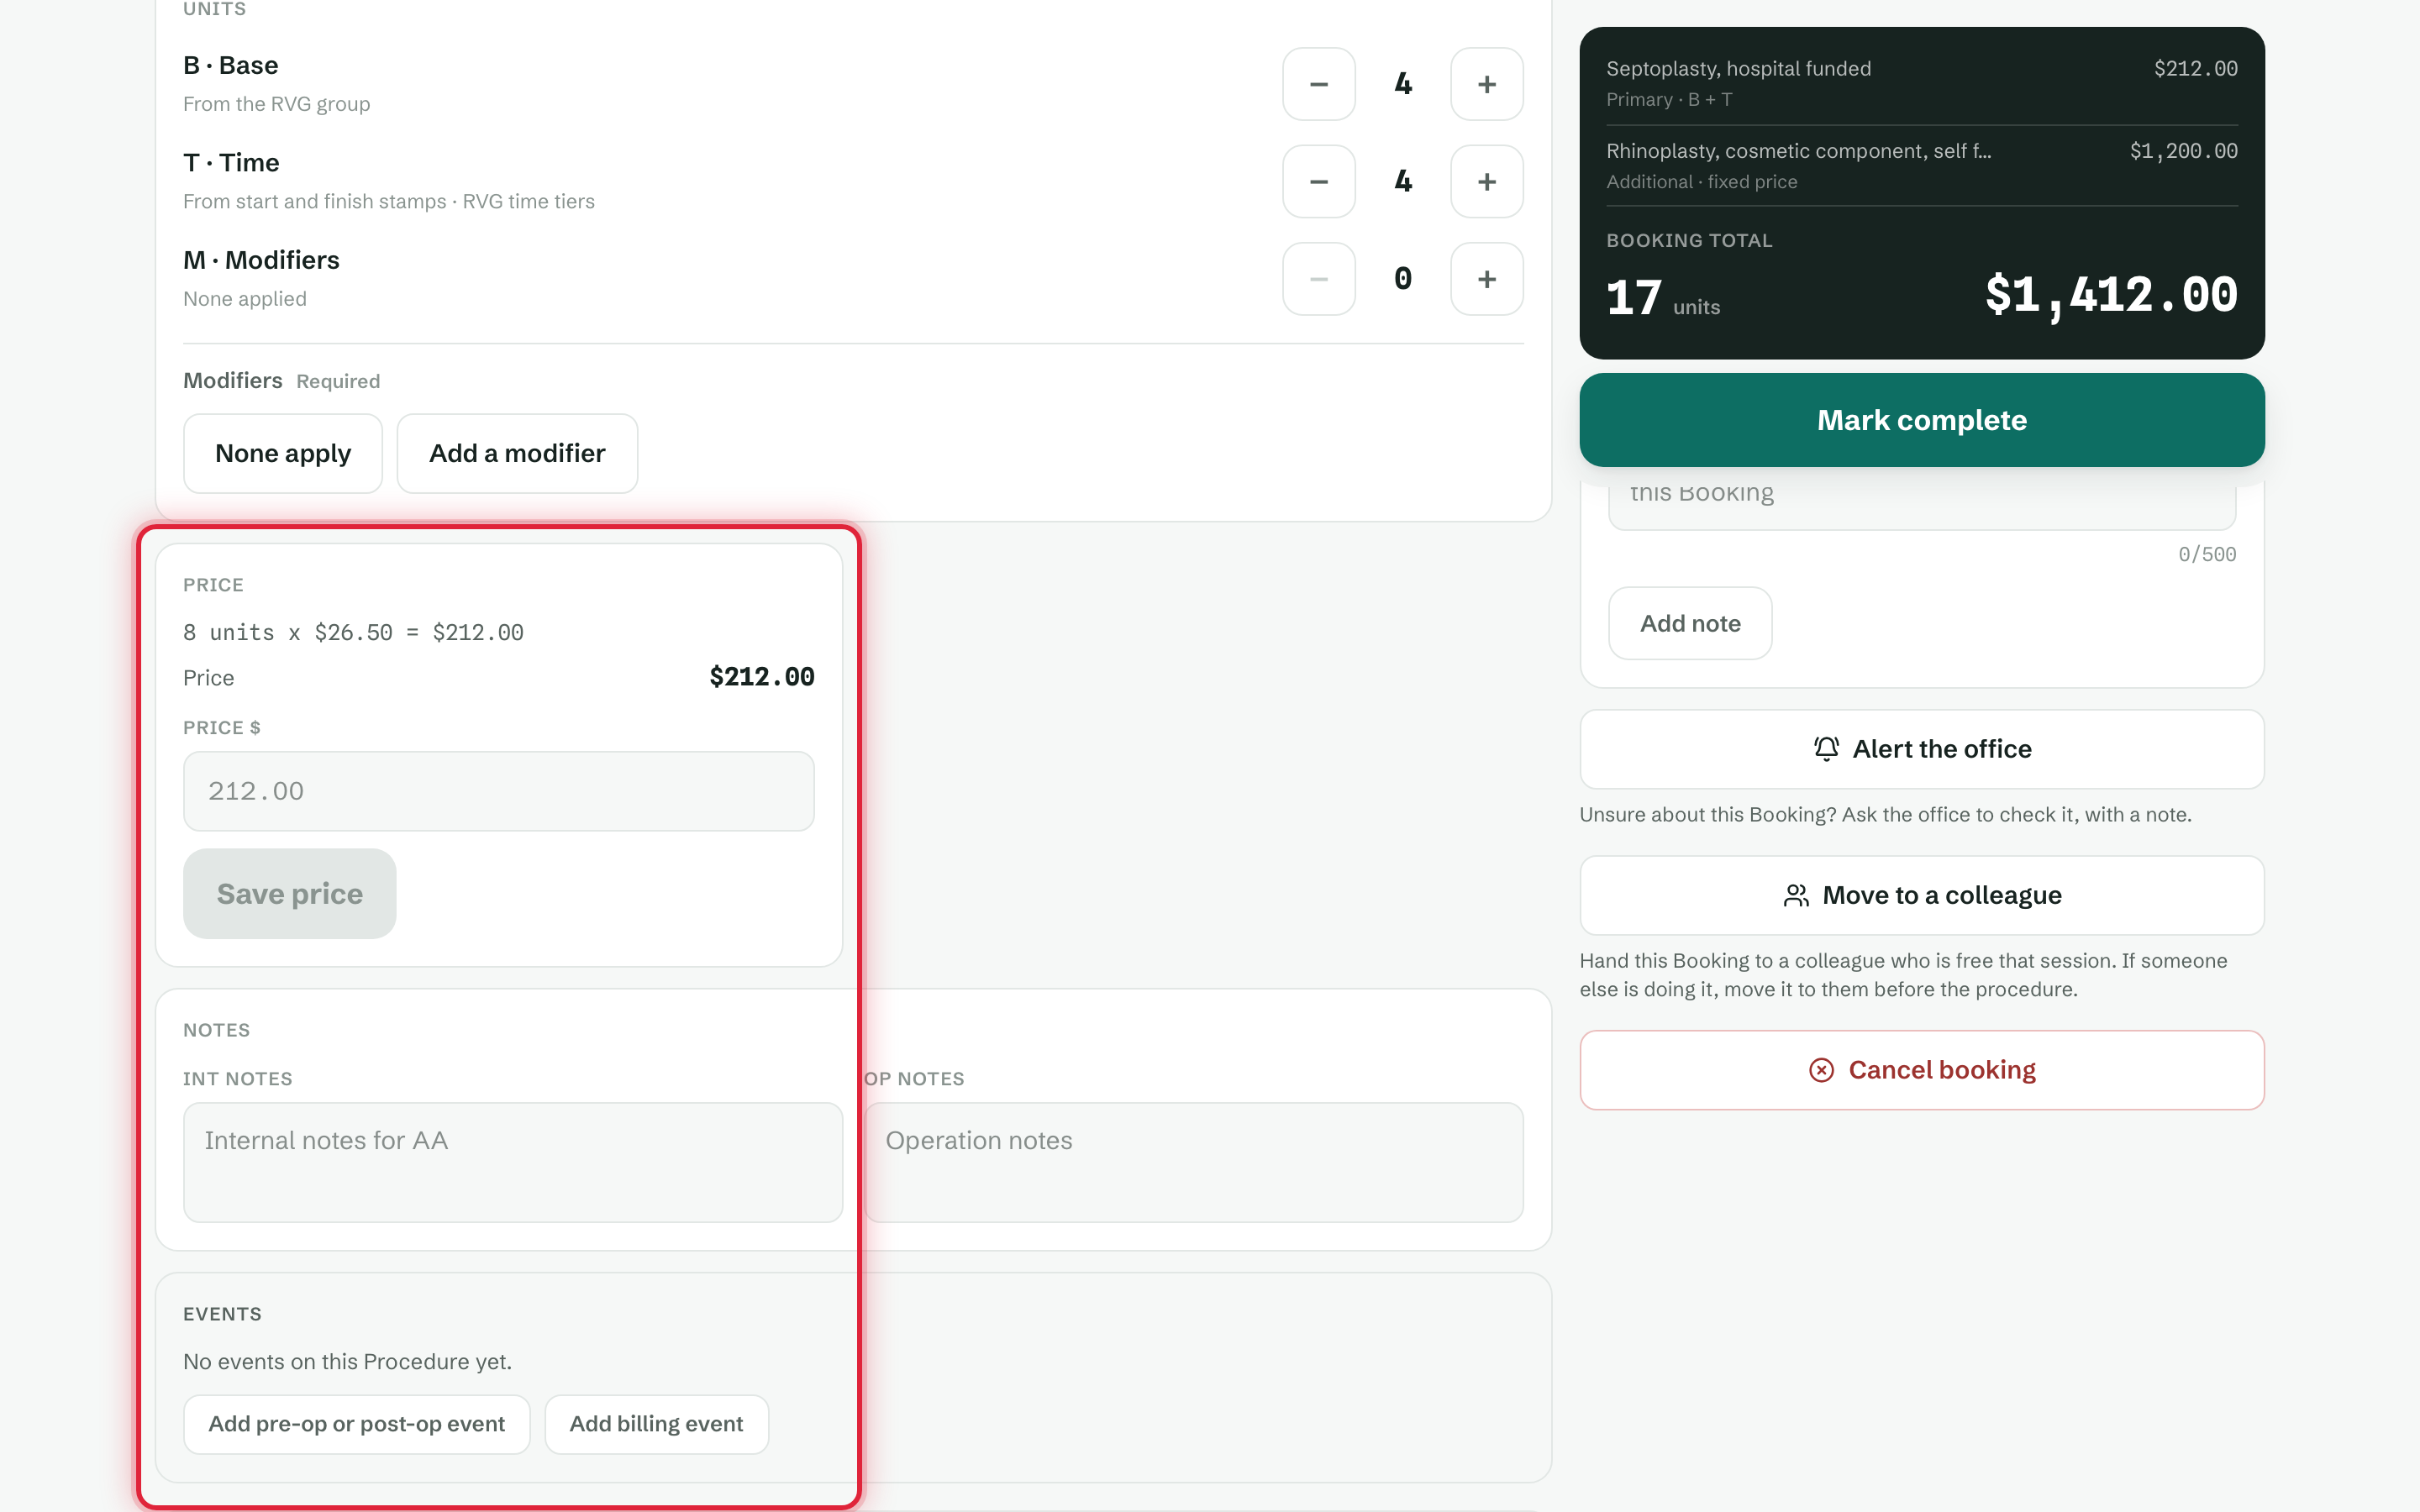 UNITS
B · Base
From the RVG group
− 4 +
T · Time
From start and finish stamps · RVG time tiers
− 4 +
M · Modifiers
None applied
− 0 +
Modifiers Required
None apply
Add a modifier
PRICE
8 units x $26.50 = $212.00
Price $212.00
PRICE $
212.00
Save price
NOTES
INT NOTES
Internal notes for AA
OP NOTES
Operation notes
EVENTS
No events on this Procedure yet.
Add pre-op or post-op event
Add billing event
Septoplasty, hospital funded $212.00
Primary · B + T
Rhinoplasty, cosmetic component, self f… $1,200.00
Additional · fixed price
BOOKING TOTAL
17 units $1,412.00
Mark complete
this Booking
0/500
Add note
Alert the office
Unsure about this Booking? Ask the office to check it, with a note.
Move to a colleague
Hand this Booking to a colleague who is free that session. If someone
else is doing it, move it to them before the procedure.
Cancel booking